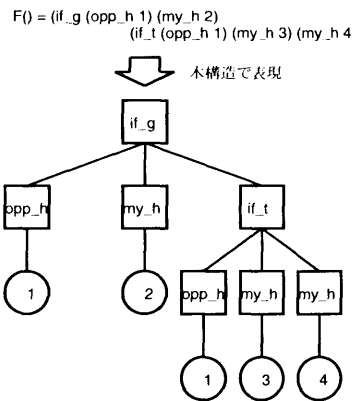 F() = (if_g (opp_h 1) (my_h 2)
(if_t (opp_h 1) (my_h 3) (my_h 4
木構造で表現
if_g
opp_h my_h if_t
1 2 opp_h my_h my_h
1 3 4